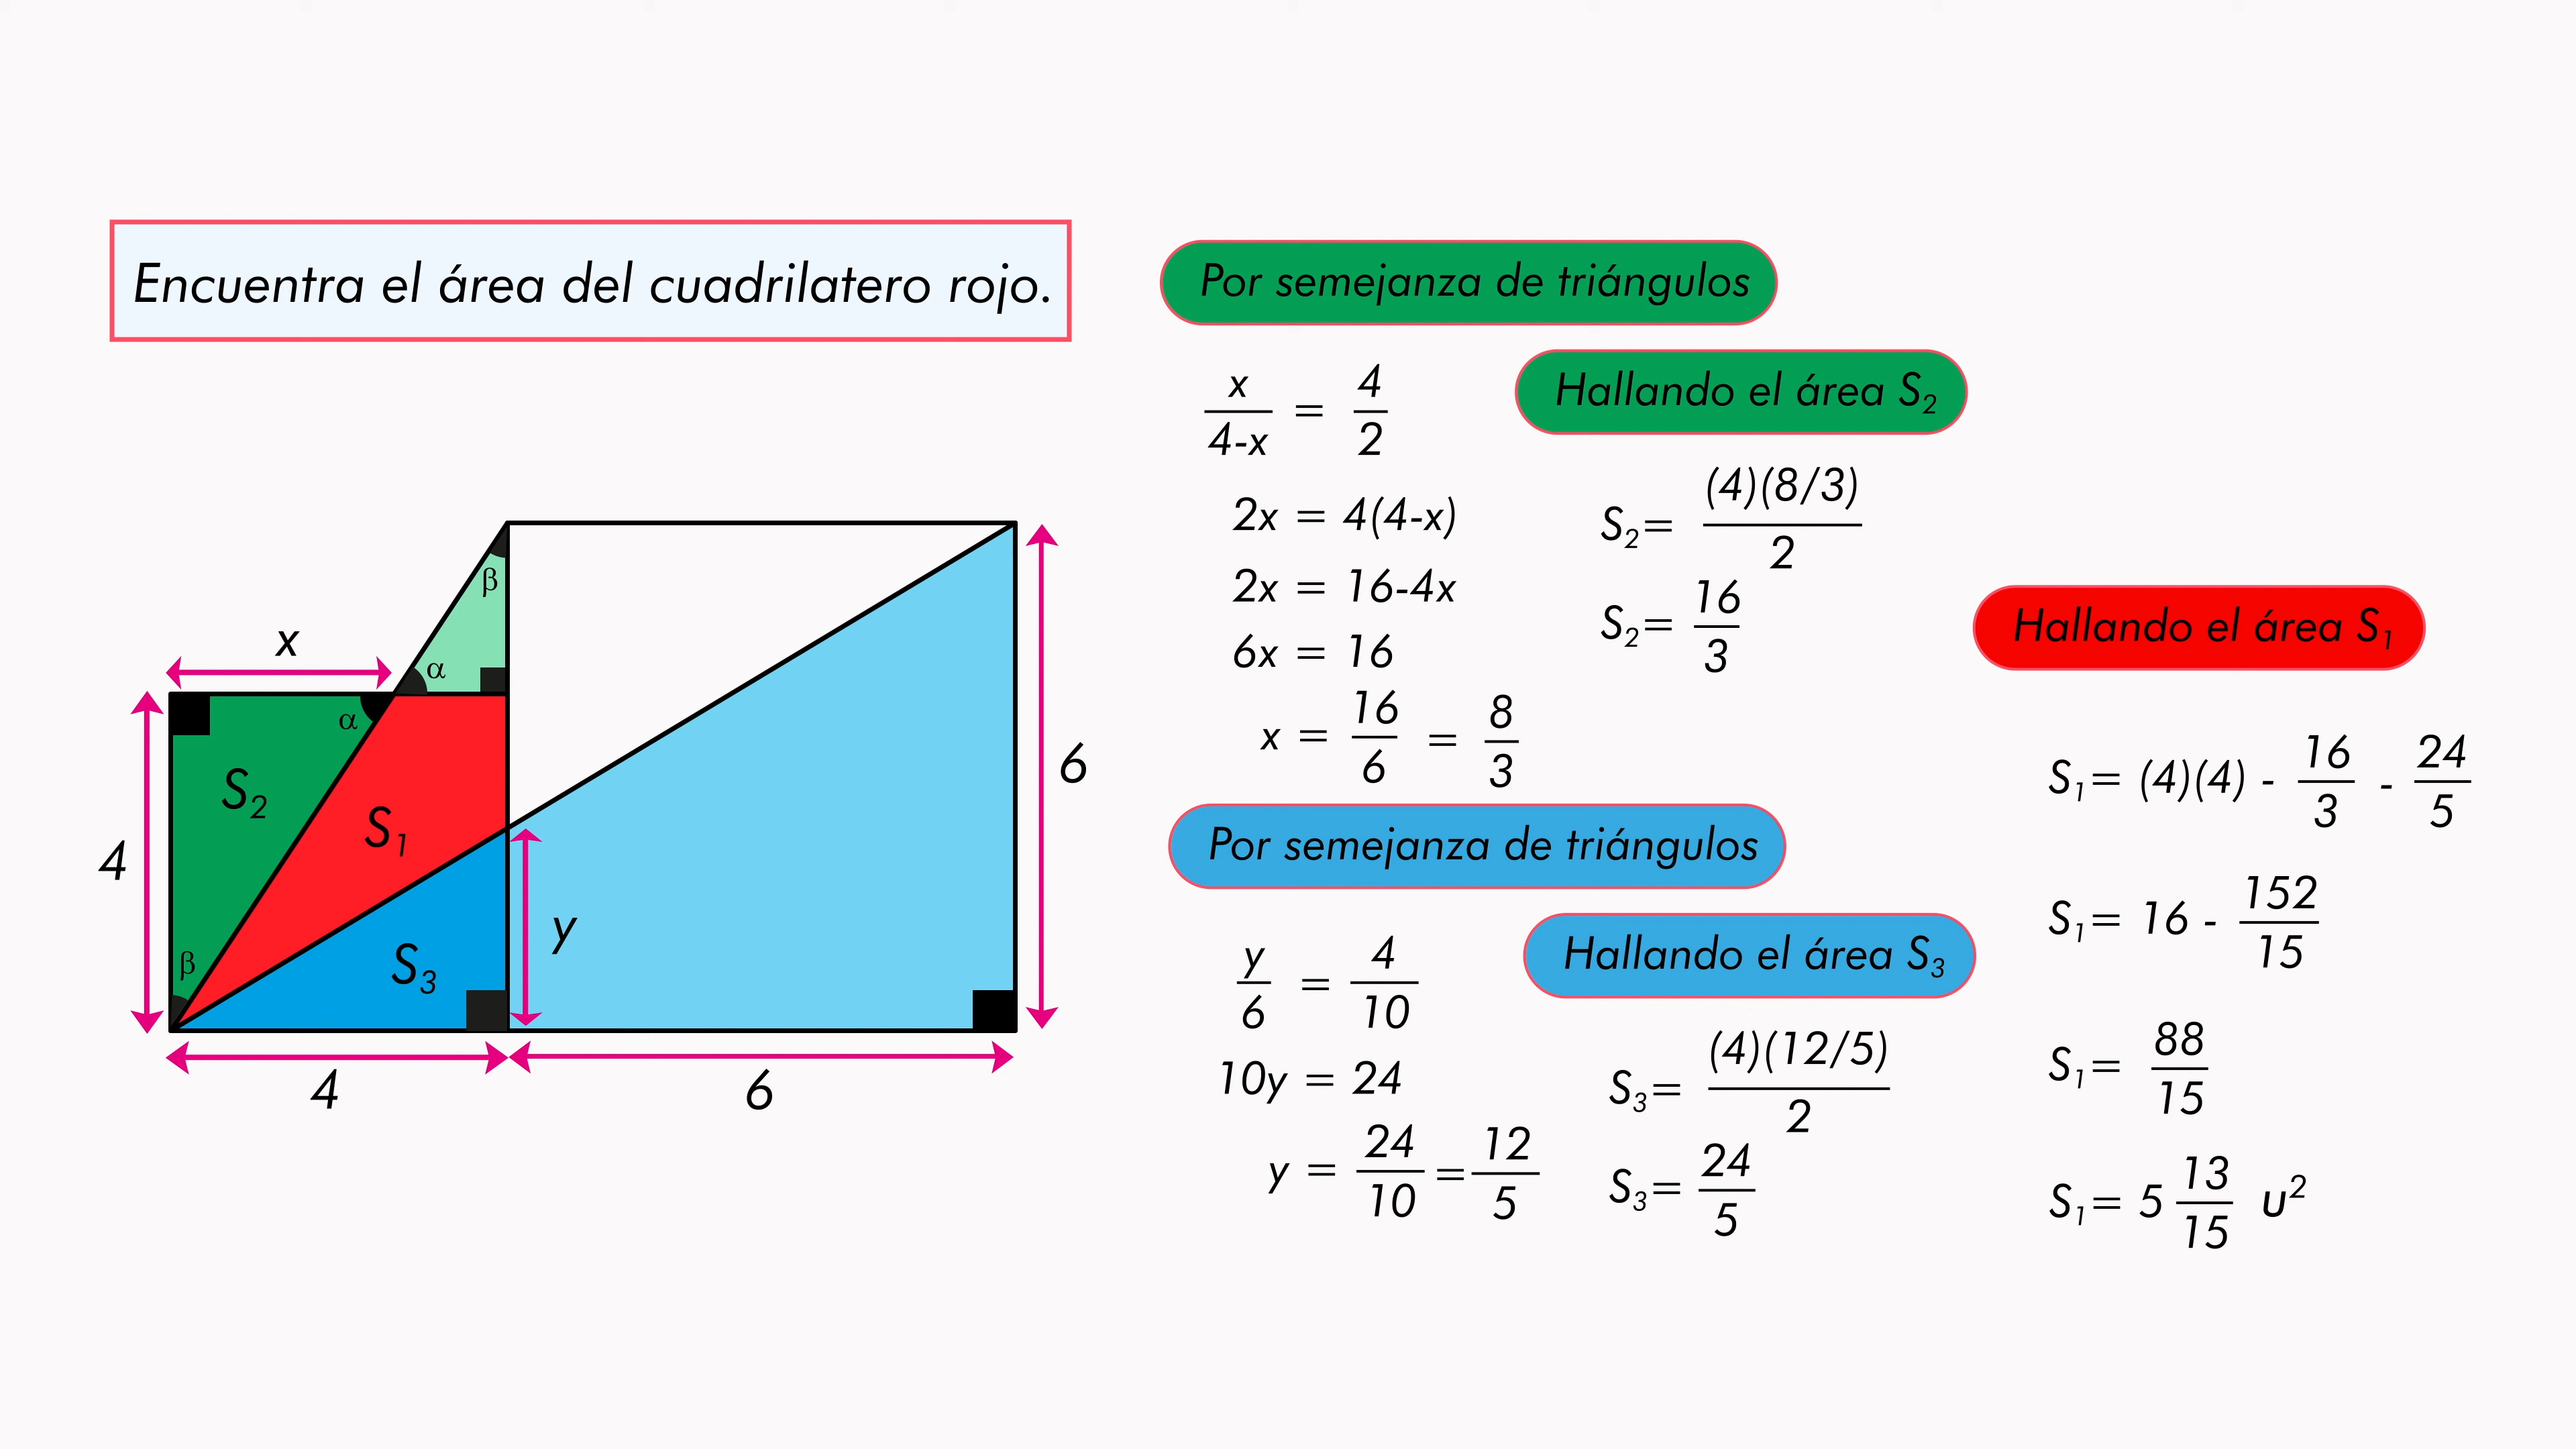 Encuentra el área del cuadrilatero rojo.
x
β
α
α
S₂
S₁
4
6
β
S₃
y
4
6
Por semejanza de triángulos
x/(4-x) = 4/2
2x = 4(4-x)
2x = 16-4x
6x = 16
x = 16/6 = 8/3
Hallando el área S₂
S₂= (4)(8/3)/2
S₂= 16/3
Por semejanza de triángulos
y/6 = 4/10
10y = 24
y = 24/10 = 12/5
Hallando el área S₃
S₃= (4)(12/5)/2
S₃= 24/5
Hallando el área S₁
S₁= (4)(4) - 16/3 - 24/5
S₁= 16 - 152/15
S₁= 88/15
S₁= 5 13/15 u²